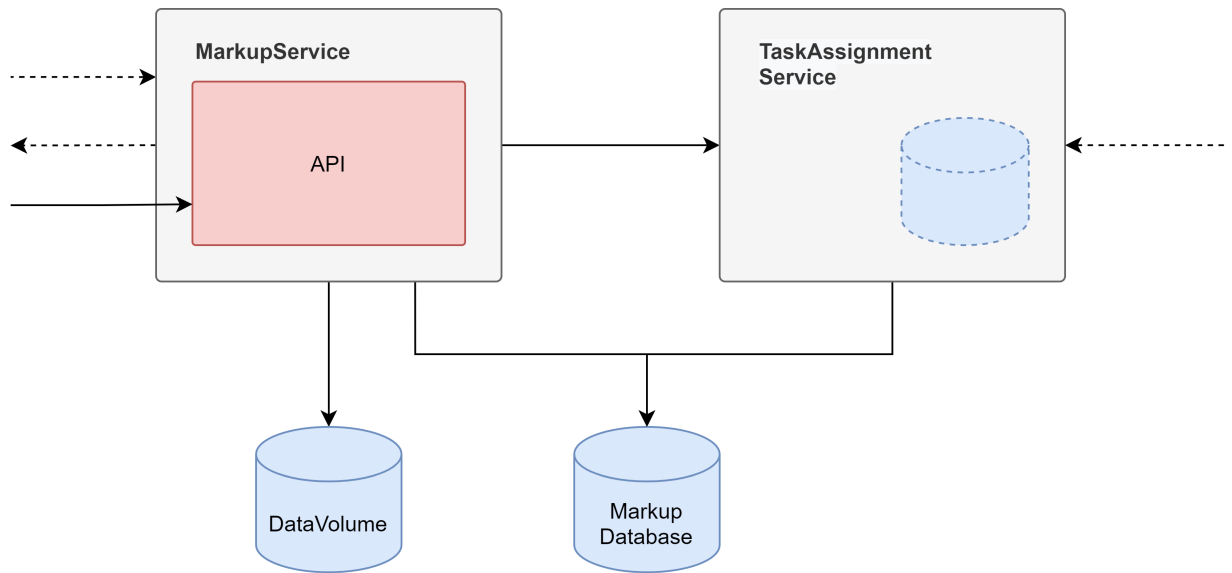 MarkupService
API
TaskAssignment
Service
DataVolume
Markup
Database